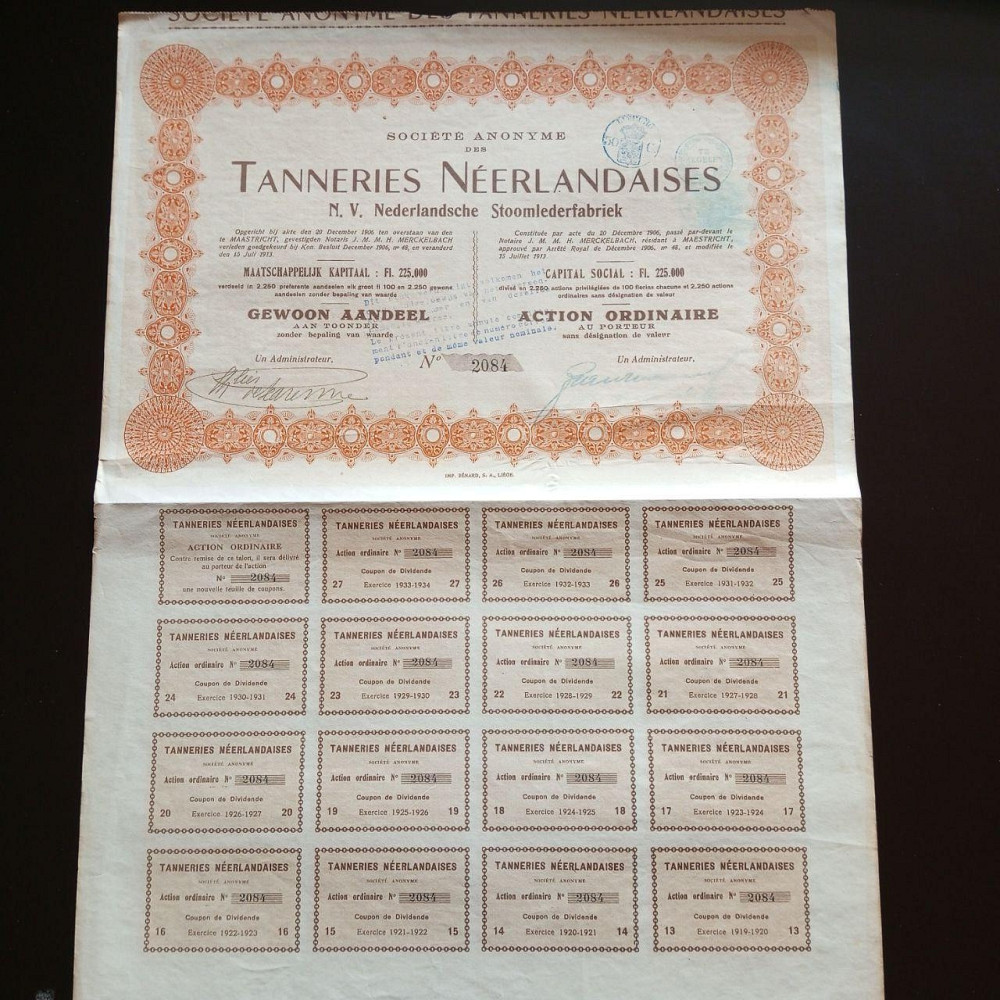 SOCIÉTÉ ANONYME DES TANNERIES NÉERLANDAISES
SOCIÉTÉ ANONYME
DES
TANNERIES NÉERLANDAISES
N. V. Nederlandsche Stoomlederfabriek
Opgericht bij akte den 20 December 1906 ten overstaan van den
te MAASTRICHT, gevestigden Notaris J. M. M. H. MERCKELBACH,
verleden goedgekeurd bij Kon. Besluit December 1906, nº 48, en veranderd
den 15 Juli 1913.
MAATSCHAPPELIJK KAPITAAL : Fl. 225.000
verdeeld in 2.250 preferente aandeelen elk groot fl 100 en 2.250 gewone
aandeelen zonder bepaling van waarde
GEWOON AANDEEL
AAN TOONDER
zonder bepaling van waarde
Un Administrateur,
Constituée par acte du 20 Décembre 1906, passé par-devant le
Notaire J. M. M. H. MERCKELBACH, résidant à MAESTRICHT,
approuvé par Arrêté Royal de Décembre 1906, nº 48, et modifiée le
15 Juillet 1913.
CAPITAL SOCIAL : Fl. 225.000
divisé en 2.250 actions privilégiées de 100 florins chacune et 2.250 actions
ordinaires sans désignation de valeur
ACTION ORDINAIRE
AU PORTEUR
sans désignation de valeur
Un Administrateur,
Le présent titre annule
pondant et de même valeur nominale.
Nº 2084
IMP. BÉNARD, S. A., LIÉGE.
TANNERIES NÉERLANDAISES
SOCIÉTÉ ANONYME
ACTION ORDINAIRE
Contre remise de ce talon, il sera délivré
au porteur de l'action
Nº 2084
une nouvelle feuille de coupons.
TANNERIES NÉERLANDAISES
SOCIÉTÉ ANONYME
Action ordinaire Nº 2084
Coupon de Dividende
27 Exercice 1933-1934 27
TANNERIES NÉERLANDAISES
SOCIÉTÉ ANONYME
Action ordinaire Nº 2084
Coupon de Dividende
26 Exercice 1932-1933 26
TANNERIES NÉERLANDAISES
SOCIÉTÉ ANONYME
Action ordinaire Nº 2084
Coupon de Dividende
25 Exercice 1931-1932 25
TANNERIES NÉERLANDAISES
SOCIÉTÉ ANONYME
Action ordinaire Nº 2084
Coupon de Dividende
24 Exercice 1930-1931 24
TANNERIES NÉERLANDAISES
SOCIÉTÉ ANONYME
Action ordinaire Nº 2084
Coupon de Dividende
23 Exercice 1929-1930 23
TANNERIES NÉERLANDAISES
SOCIÉTÉ ANONYME
Action ordinaire Nº 2084
Coupon de Dividende
22 Exercice 1928-1929 22
TANNERIES NÉERLANDAISES
SOCIÉTÉ ANONYME
Action ordinaire Nº 2084
Coupon de Dividende
21 Exercice 1927-1928 21
TANNERIES NÉERLANDAISES
SOCIÉTÉ ANONYME
Action ordinaire Nº 2084
Coupon de Dividende
20 Exercice 1926-1927 20
TANNERIES NÉERLANDAISES
SOCIÉTÉ ANONYME
Action ordinaire Nº 2084
Coupon de Dividende
19 Exercice 1925-1926 19
TANNERIES NÉERLANDAISES
SOCIÉTÉ ANONYME
Action ordinaire Nº 2084
Coupon de Dividende
18 Exercice 1924-1925 18
TANNERIES NÉERLANDAISES
SOCIÉTÉ ANONYME
Action ordinaire Nº 2084
Coupon de Dividende
17 Exercice 1923-1924 17
TANNERIES NÉERLANDAISES
SOCIÉTÉ ANONYME
Action ordinaire Nº 2084
Coupon de Dividende
16 Exercice 1922-1923 16
TANNERIES NÉERLANDAISES
SOCIÉTÉ ANONYME
Action ordinaire Nº 2084
Coupon de Dividende
15 Exercice 1921-1922 15
TANNERIES NÉERLANDAISES
SOCIÉTÉ ANONYME
Action ordinaire Nº 2084
Coupon de Dividende
14 Exercice 1920-1921 14
TANNERIES NÉERLANDAISES
SOCIÉTÉ ANONYME
Action ordinaire Nº 2084
Coupon de Dividende
13 Exercice 1919-1920 13